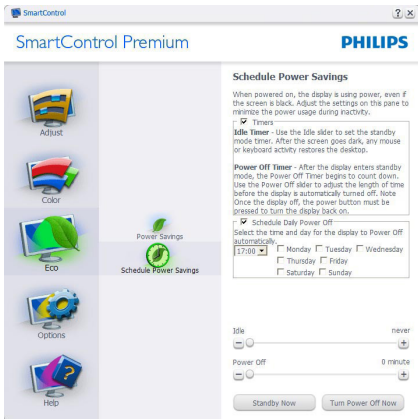 SmartControl
SmartControl Premium
PHILIPS
Adjust
Color
Eco
Options
Help
Power Savings
Schedule Power Savings
Schedule Power Savings
When powered on, the display is using power, even if
the screen is black. Adjust the settings on this pane to
minimize the power usage during inactivity.
Timers
Idle Timer - Use the Idle slider to set the standby
mode timer. After the screen goes dark, any mouse
or keyboard activity restores the desktop.
Power Off Timer - After the display enters standby
mode, the Power Off Timer begins to count down.
Use the Power Off slider to adjust the length of time
before the display is automatically turned off. Note
Once the display off, the power button must be
pressed to turn the display back on.
Schedule Daily Power Off
Select the time and day for the display to Power Off
automatically.
17:00 Monday Tuesday Wednesday
Thursday Friday
Saturday Sunday
Idle never
Power Off 0 minute
Standby Now Turn Power Off Now